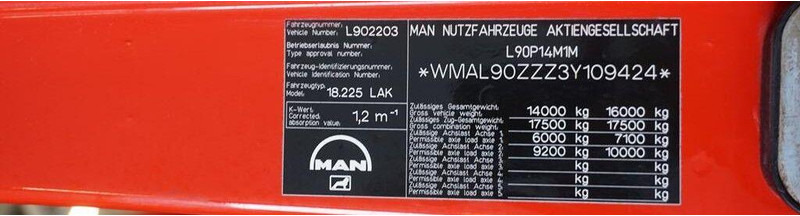 Fahrzeugnummer:
Vehicle Number: L902203
Betriebserlaubnis Nummer:
Type approval number:
Fahrzeug-Identifizierungsnummer:
Vehicle Identification Number:
Fahrzeugtyp:
Model: 18.225 LAK
K-Wert:
Corrected
absorption value: 1,2 m⁻¹
MAN
MAN NUTZFAHRZEUGE AKTIENGESELLSCHAFT
L90P14M1M
*WMAL90ZZZ3Y109424*
Zulässiges Gesamtgewicht
Gross vehicle weight 14000 kg 16000 kg
Zulässiges Zug-Gesamtgewicht
Gross combination weight 17500 kg 17500 kg
Zulässige Achslast Achse 1:
Permissible axle load axle 1: 6000 kg 7100 kg
Zulässige Achslast Achse 2:
Permissible axle load axle 2: 9200 kg 10000 kg
Zulässige Achslast Achse 3:
Permissible axle load axle 3: kg kg
Zulässige Achslast Achse 4:
Permissible axle load axle 4: kg kg
Zulässige Achslast Achse 5:
Permissible axle load axle 5: kg kg